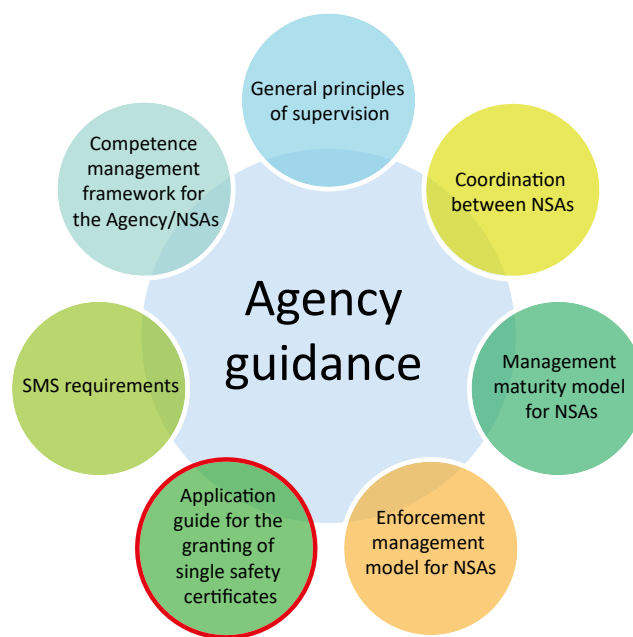 General principles
of supervision
Competence
management
framework for
the Agency/NSAs
Coordination
between NSAs
Agency
guidance
SMS requirements
Management
maturity model
for NSAs
Application
guide for the
granting of
single safety
certificates
Enforcement
management
model for NSAs